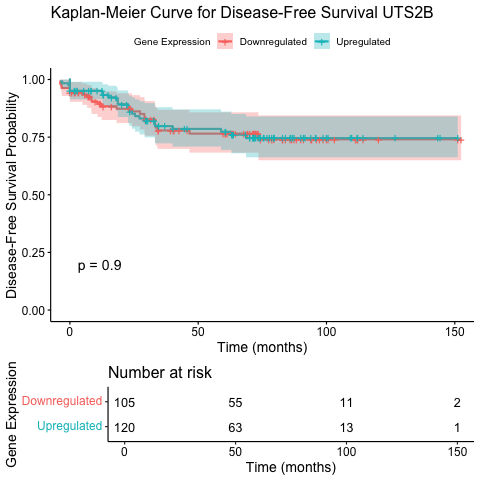 Kaplan-Meier Curve for Disease-Free Survival UTS2B
Gene Expression Downregulated Upregulated
Disease-Free Survival Probability
1.00
0.75
0.50
0.25
0.00
p = 0.9
0 50 100 150
Time (months)
Number at risk
Gene Expression
Downregulated 105 55 11 2
Upregulated 120 63 13 1
0 50 100 150
Time (months)